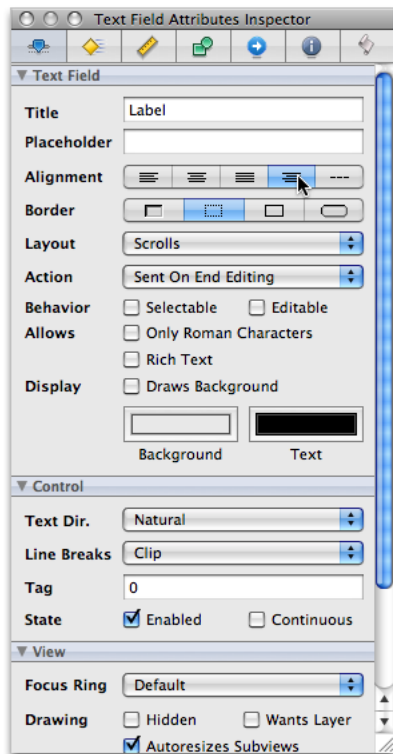 Text Field Attributes Inspector
Text Field
Title Label
Placeholder
Alignment
Border
Layout Scrolls
Action Sent On End Editing
Behavior Selectable Editable
Allows Only Roman Characters
Rich Text
Display Draws Background
Background Text
Control
Text Dir. Natural
Line Breaks Clip
Tag 0
State Enabled Continuous
View
Focus Ring Default
Drawing Hidden Wants Layer
Autoresizes Subviews